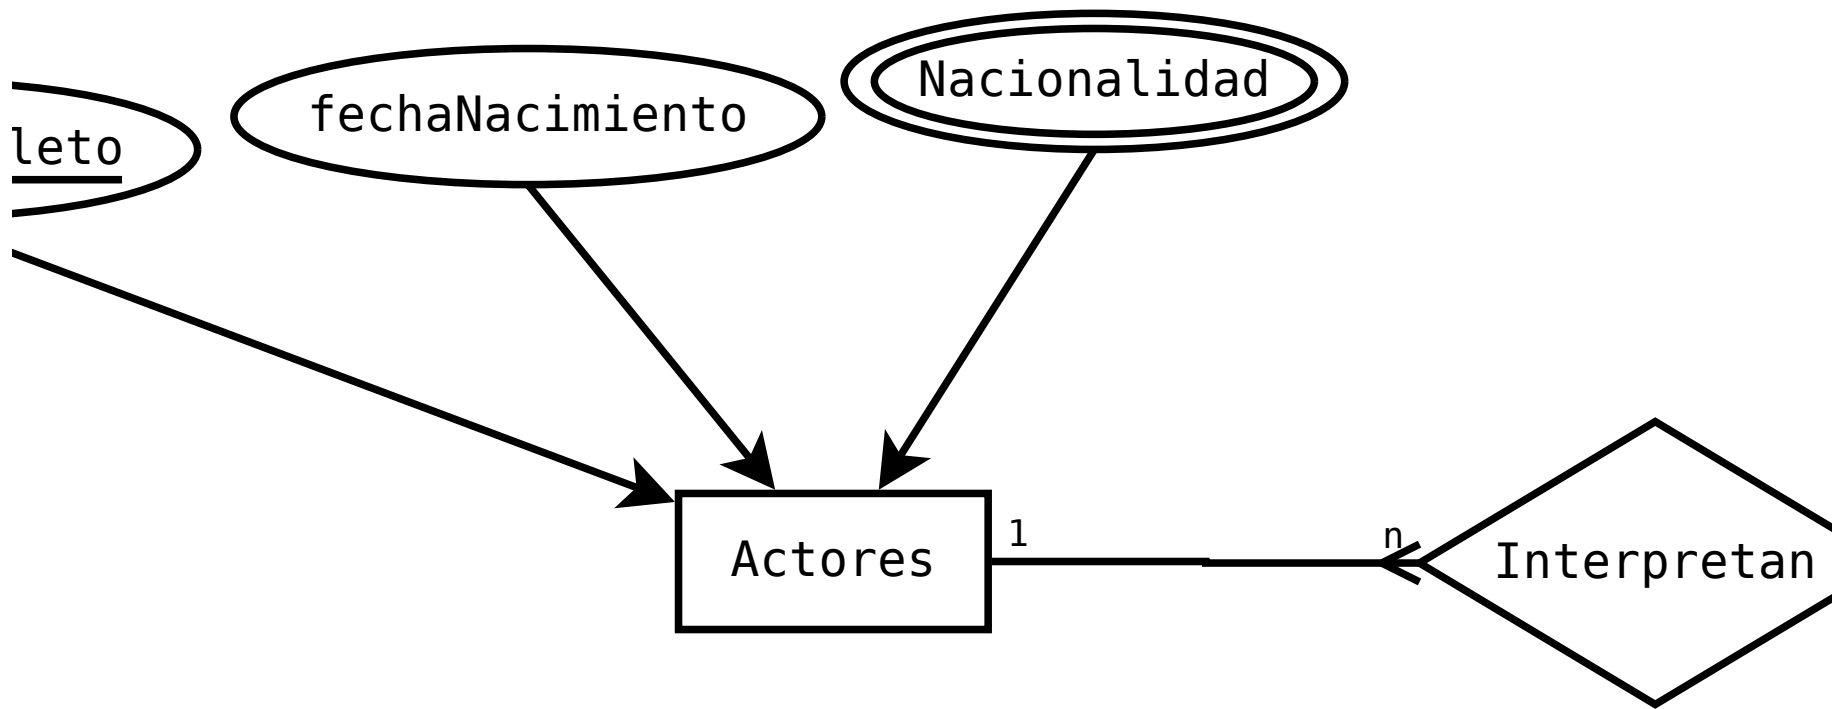 Nacionalidad
fechaNacimiento
leto
1
n
Actores
Interpretan